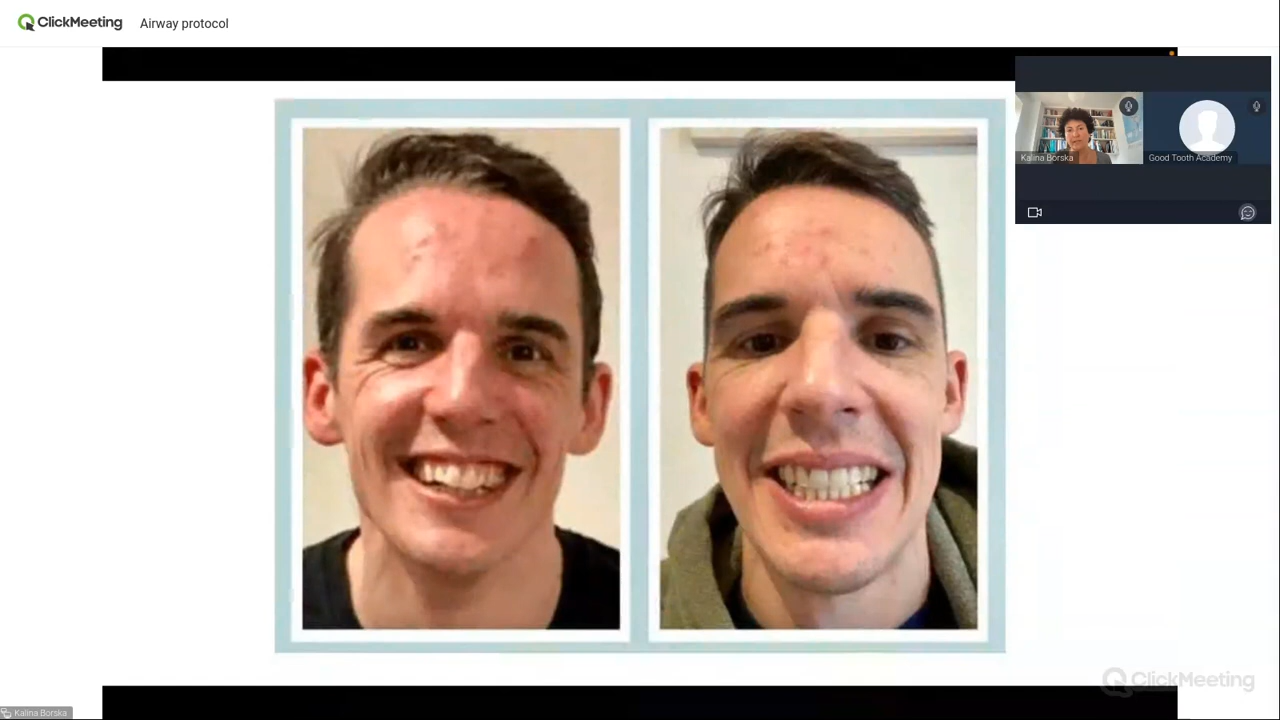 ClickMeeting
Airway protocol
Kalina Borska
Good Tooth Academy
ClickMeeting
Kalina Borska